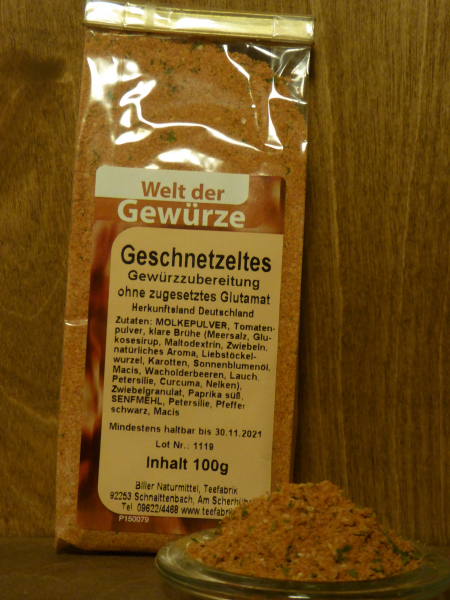 Welt der
Gewürze
Geschnetzeltes
Gewürzzubereitung
ohne zugesetztes Glutamat
Herkunftsland Deutschland
Zutaten: MOLKEPULVER, Tomaten-
pulver, klare Brühe (Meersalz, Glu-
kosesirup, Maltodextrin, Zwiebeln,
natürliches Aroma, Liebstöckel-
wurzel, Karotten, Sonnenblumenöl,
Macis, Wacholderbeeren, Lauch,
Petersilie, Curcuma, Nelken),
Zwiebelgranulat, Paprika süß,
SENFMEHL, Petersilie, Pfeffer
schwarz, Macis
Mindestens haltbar bis 30.11.2021
Lot Nr.: 1119
Inhalt 100g
Biller Naturmittel, Teefabrik
92253 Schnaittenbach, Am
Tel. 09622/4468 www.teefabrik
P150079